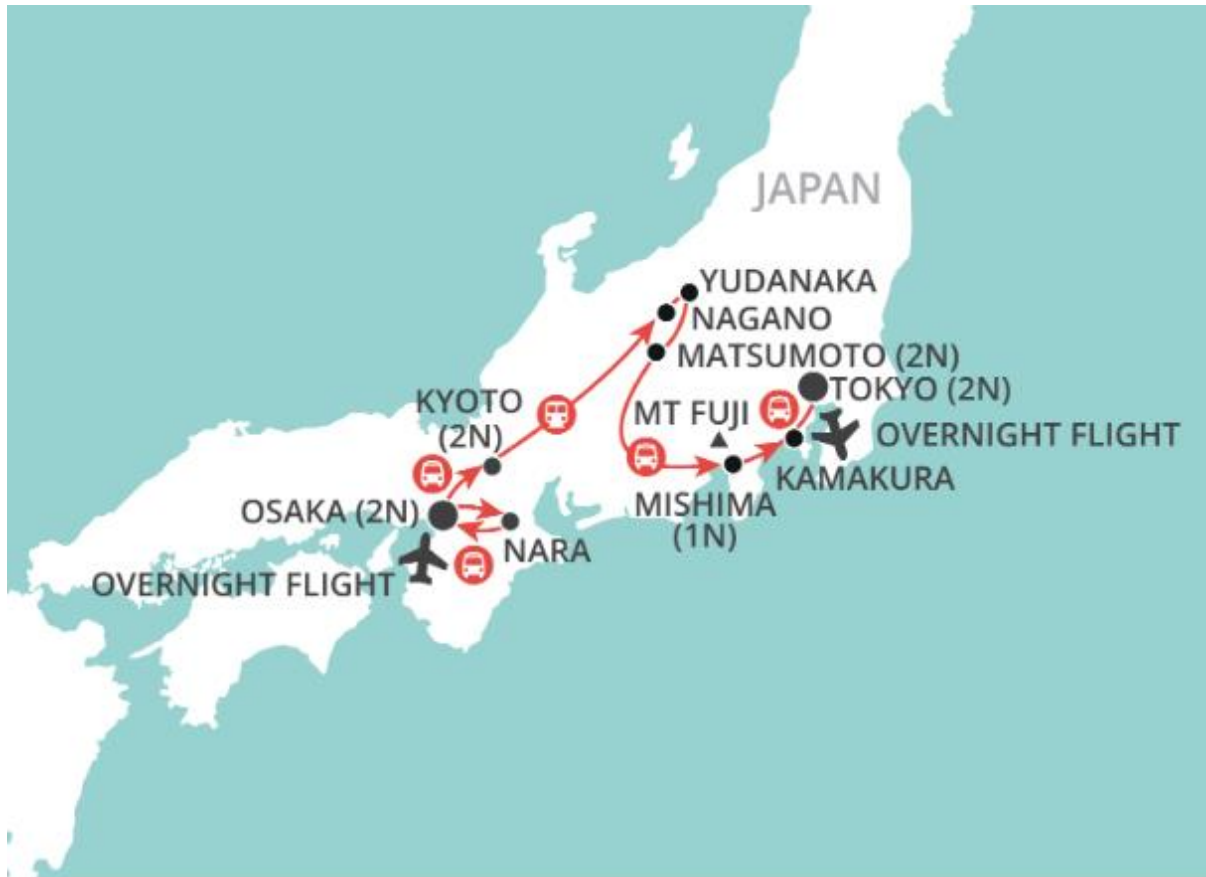 JAPAN
YUDANAKA
NAGANO
MATSUMOTO (2N)
TOKYO (2N)
KYOTO
(2N)
MT FUJI
OVERNIGHT FLIGHT
KAMAKURA
MISHIMA
(1N)
OSAKA (2N)
NARA
OVERNIGHT FLIGHT